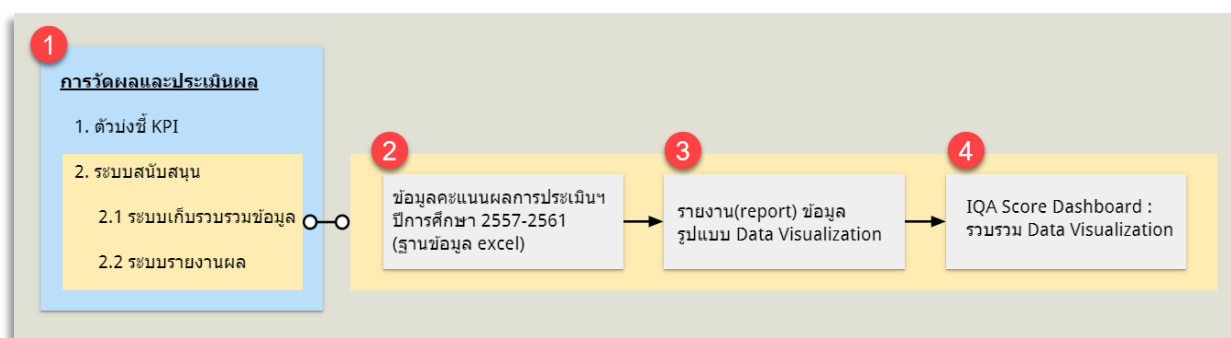 1
การวัดผลและประเมินผล
1. ตัวบ่งชี้ KPI
2. ระบบสนับสนุน
2.1 ระบบเก็บรวบรวมข้อมูล
2.2 ระบบรายงานผล
2
ข้อมูลคะแนนผลการประเมินฯ
ปีการศึกษา 2557-2561
(ฐานข้อมูล excel)
3
รายงาน(report) ข้อมูล
รูปแบบ Data Visualization
4
IQA Score Dashboard :
รวบรวม Data Visualization